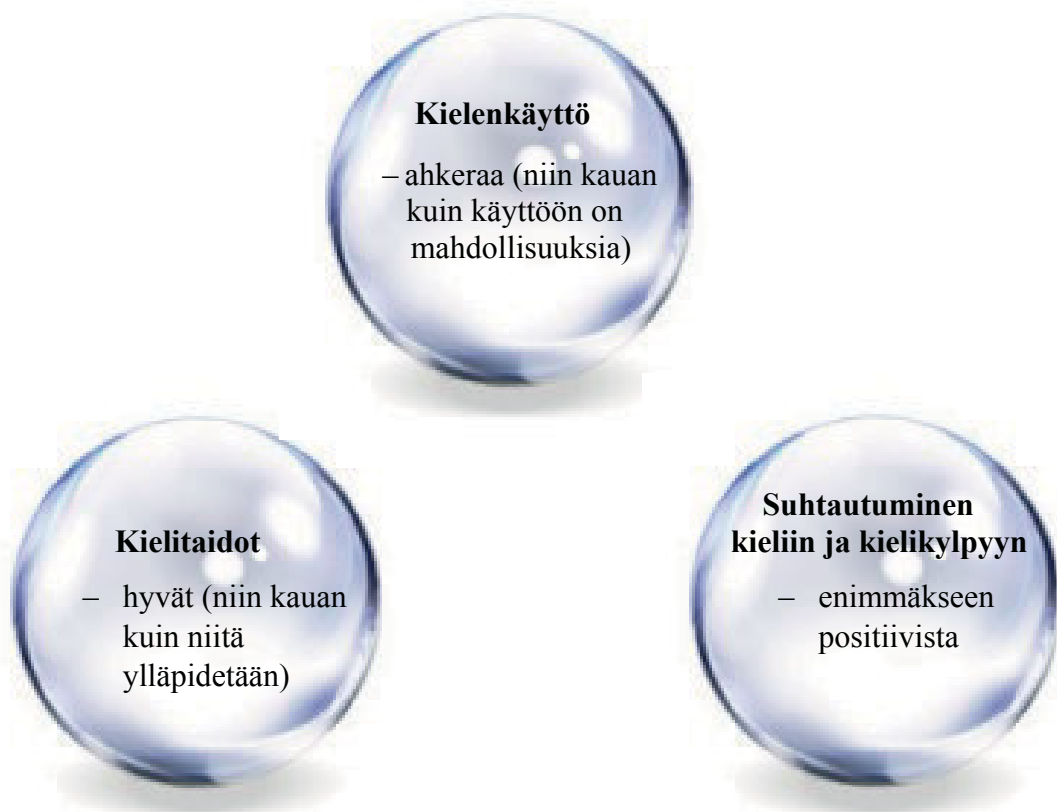 Kielenkäyttö
– ahkeraa (niin kauan
kuin käyttöön on
mahdollisuuksia)
Kielitaidot
– hyvät (niin kauan
kuin niitä
ylläpidetään)
Suhtautuminen
kieliin ja kielikylpyyn
– enimmäkseen
positiivista